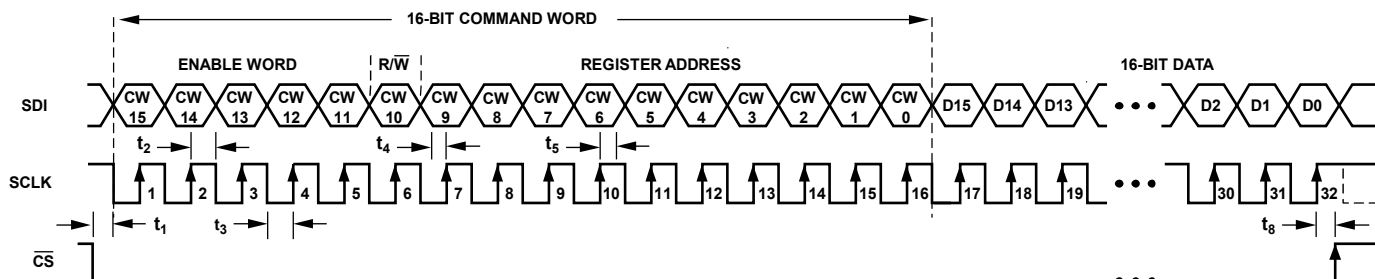 16-BIT COMMAND WORD
ENABLE WORD R/W̅ REGISTER ADDRESS 16-BIT DATA
SDI CW 15 CW 14 CW 13 CW 12 CW 11 CW 10 CW 9 CW 8 CW 7 CW 6 CW 5 CW 4 CW 3 CW 2 CW 1 CW 0 D15 D14 D13 D2 D1 D0
t2 t4 t5
SCLK 1 2 3 4 5 6 7 8 9 10 11 12 13 14 15 16 17 18 19 30 31 32
t1 t3 t8
C̅S̅